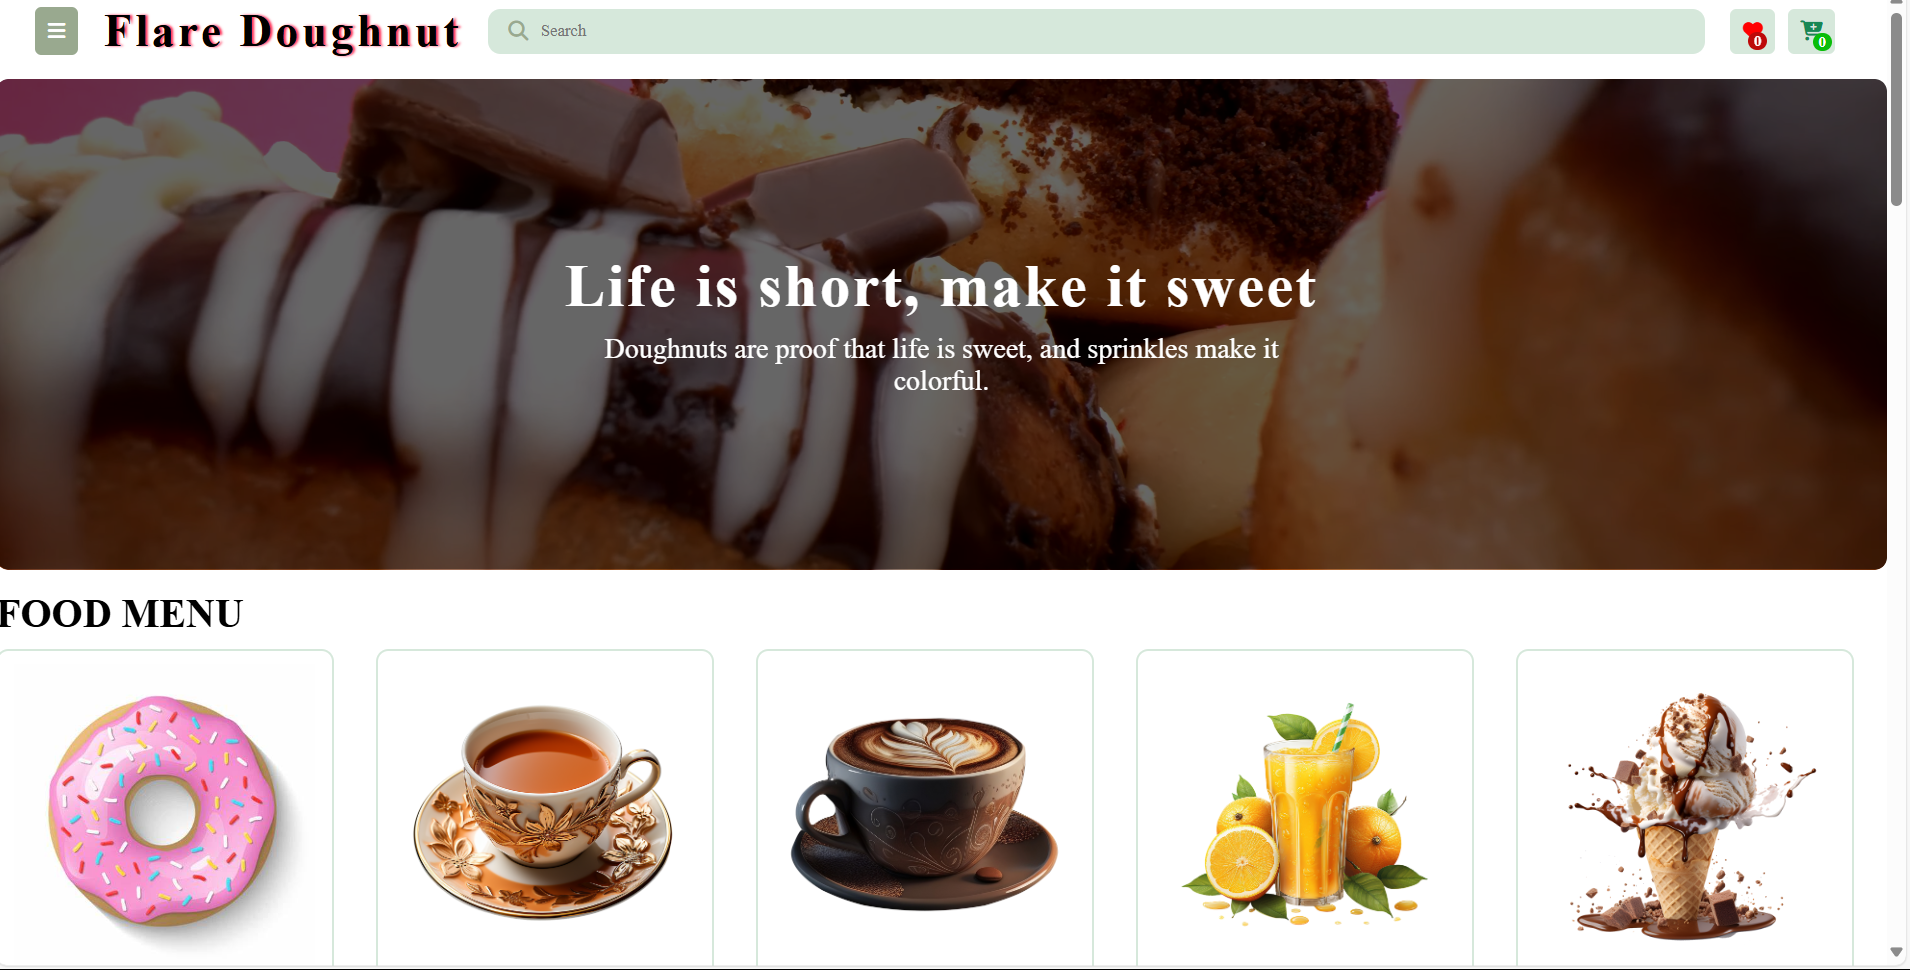 Flare Doughnut
Search
0
0
Life is short, make it sweet
Doughnuts are proof that life is sweet, and sprinkles make it
colorful.
FOOD MENU